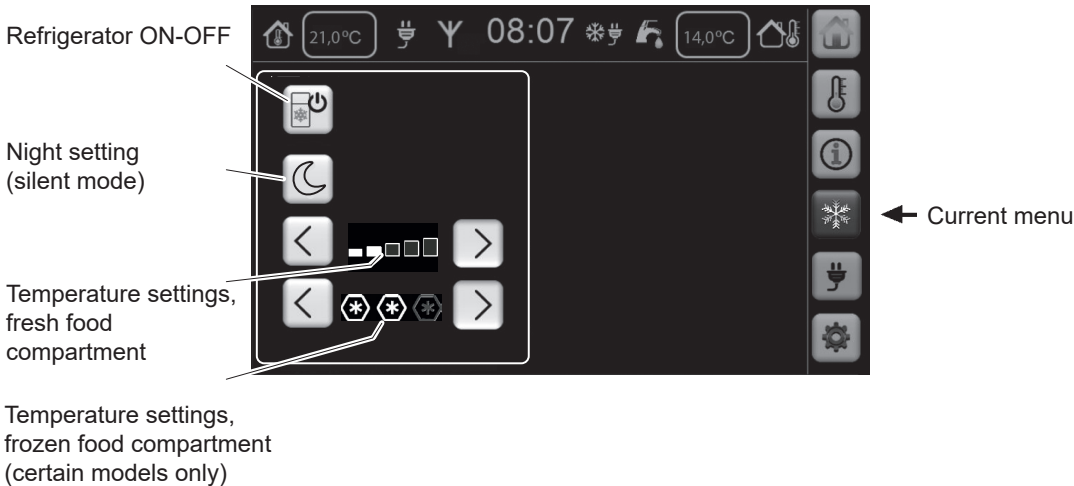 Refrigerator ON-OFF
21,0°C
08:07
14,0°C
Night setting
(silent mode)
Current menu
Temperature settings,
fresh food
compartment
Temperature settings,
frozen food compartment
(certain models only)